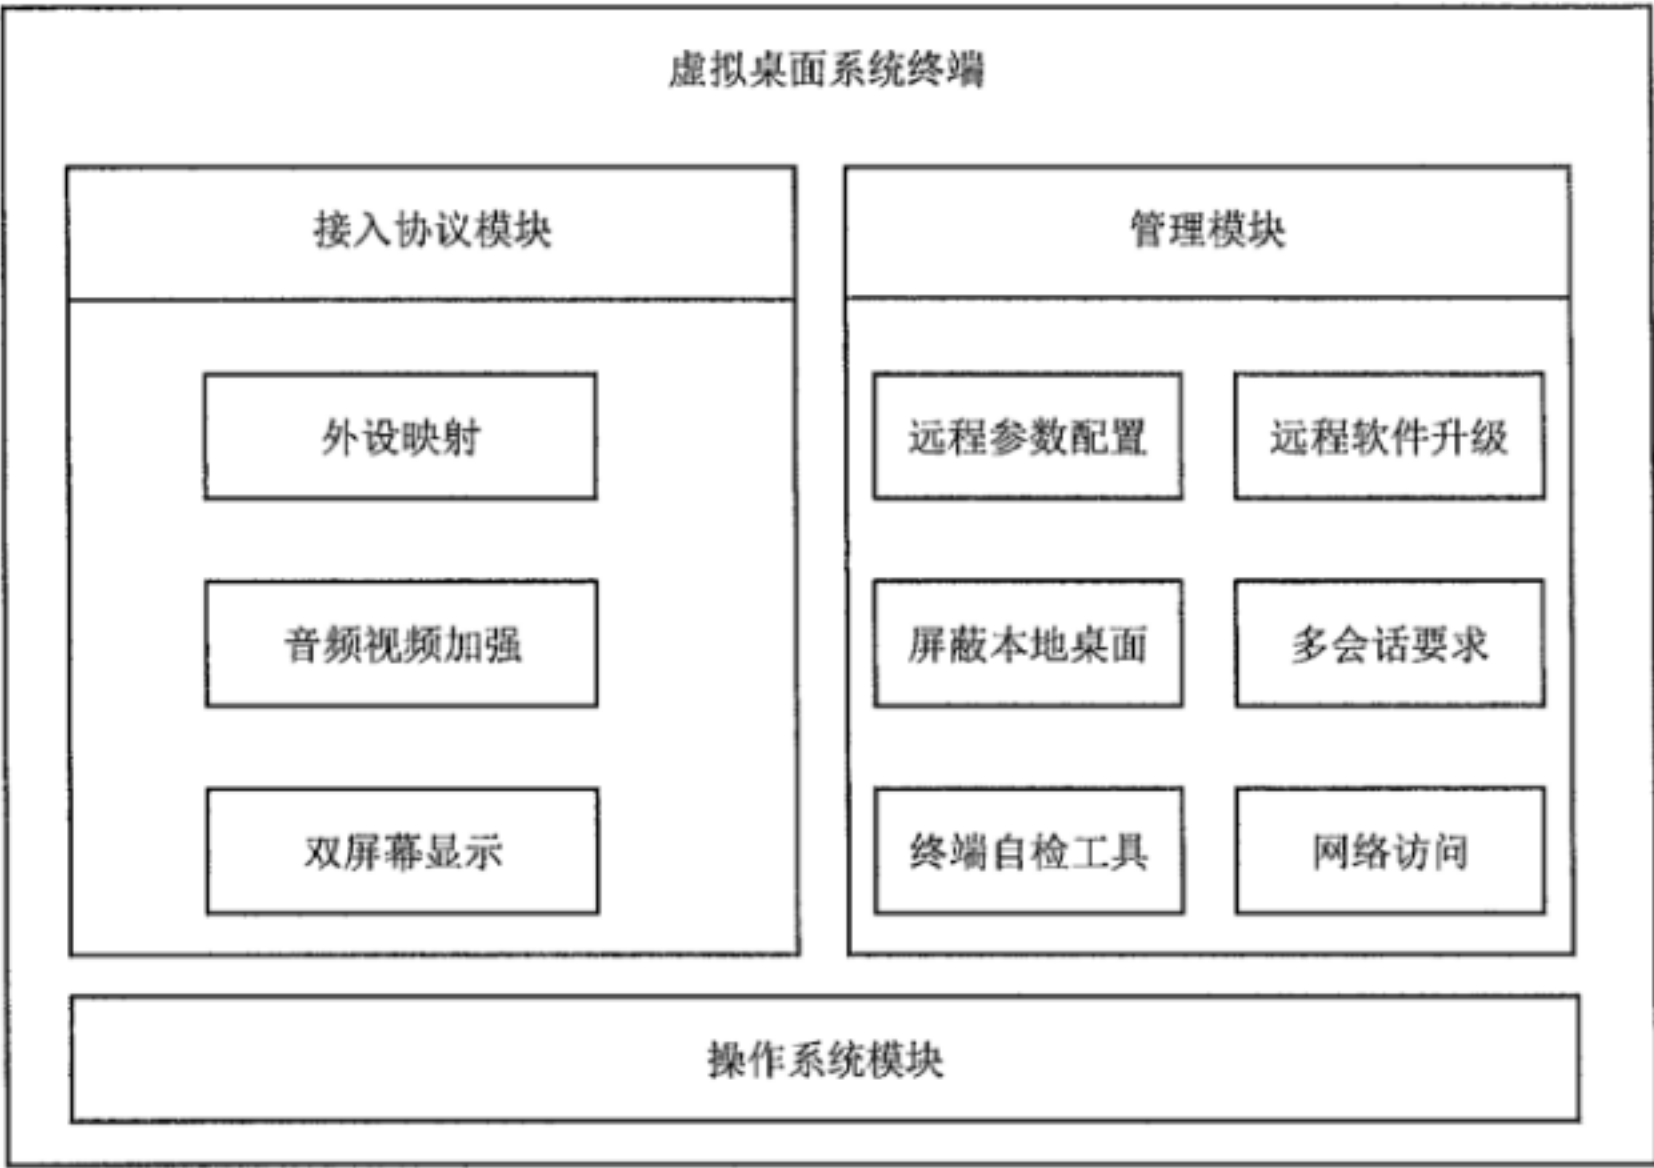 虚拟桌面系统终端
接入协议模块
外设映射
音频视频加强
双屏幕显示
管理模块
远程参数配置
远程软件升级
屏蔽本地桌面
多会话要求
终端自检工具
网络访问
操作系统模块